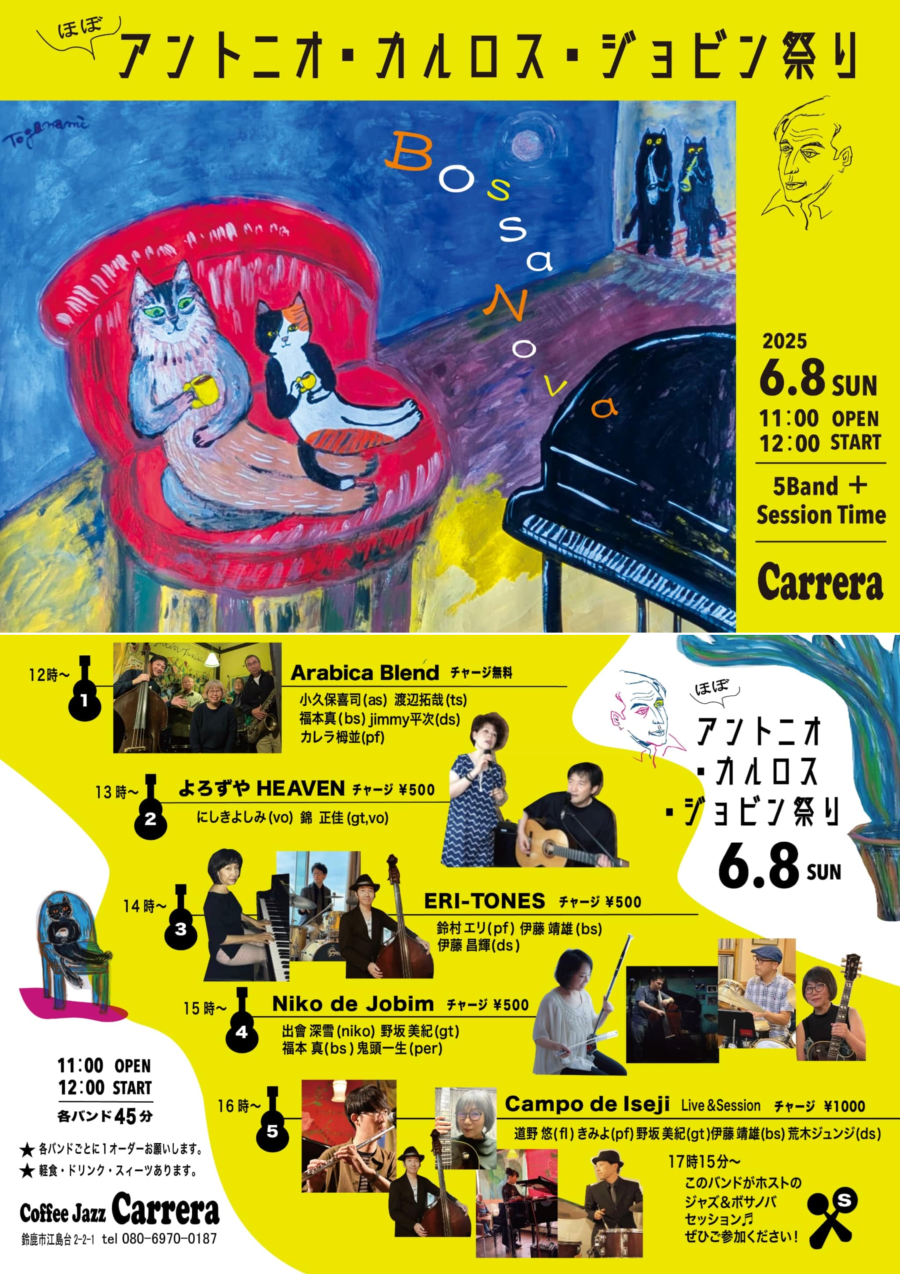 ほぼ
アントニオ・カルロス・ジョビン祭り
Toganami
BossaNova
2025
6.8 SUN
11:00 OPEN
12:00 START
5Band +
Session Time
Carrera
12時〜
1
Arabica Blend チャージ無料
小久保喜司(as) 渡辺拓哉(ts)
福本真(bs) jimmy平次(ds)
カレラ栂並(pf)
ほぼ
アントニオ
・カルロス
・ジョビン祭り
6.8 SUN
13時〜
2
よろずや HEAVEN チャージ ¥500
にしきよしみ(vo) 錦 正佳(gt,vo)
14時〜
3
ERI-TONES チャージ ¥500
鈴村エリ(pf) 伊藤 靖雄(bs)
伊藤 昌輝(ds)
15時〜
4
Niko de Jobim チャージ ¥500
出會 深雪(niko) 野坂 美紀(gt)
福本 真(bs) 鬼頭一生(per)
16時〜
5
Campo de Iseji Live&Session チャージ ¥1000
道野 悠(fl) きみよ(pf) 野坂 美紀(gt)伊藤 靖雄(bs) 荒木ジュンジ(ds)
17時15分〜
このバンドがホストの
ジャズ&ボサノバ
セッション♬
ぜひご参加ください!
S
11:00 OPEN
12:00 START
各バンド45分
★ 各バンドごとに1オーダーお願いします。
★ 軽食・ドリンク・スィーツあります。
Coffee Jazz Carrera
鈴鹿市江島台2-2-1 tel 080-6970-0187